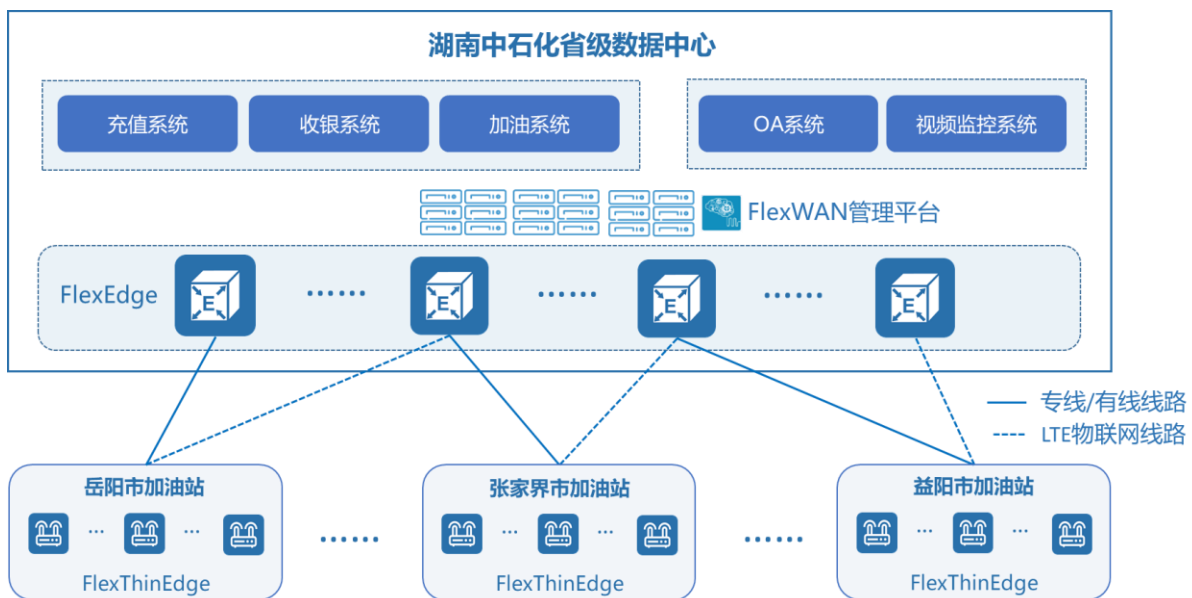 湖南中石化省级数据中心
充值系统
收银系统
加油系统
OA系统
视频监控系统
FlexWAN管理平台
FlexEdge
E
……
E
……
E
……
E
专线/有线线路
LTE物联网线路
岳阳市加油站
… …
FlexThinEdge
……
张家界市加油站
… …
FlexThinEdge
……
益阳市加油站
… …
FlexThinEdge